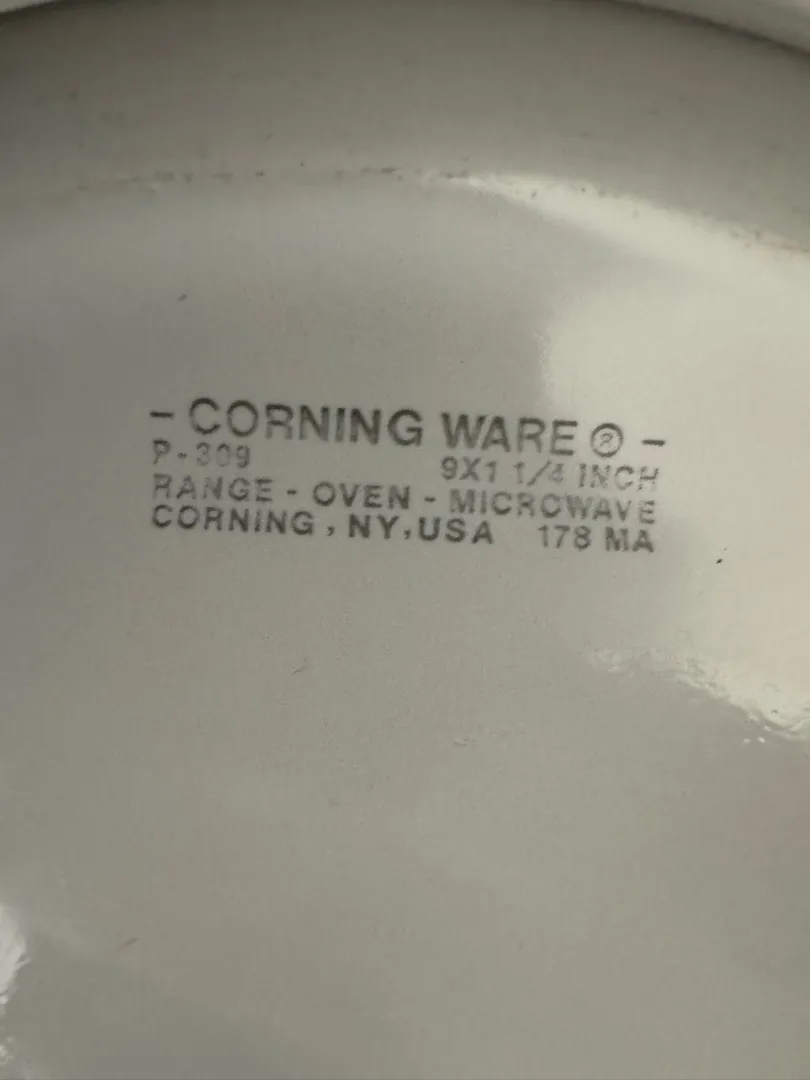 - CORNING WARE ® -
P-309 9X1 1/4 INCH
RANGE - OVEN - MICROWAVE
CORNING, NY, USA 178 MA